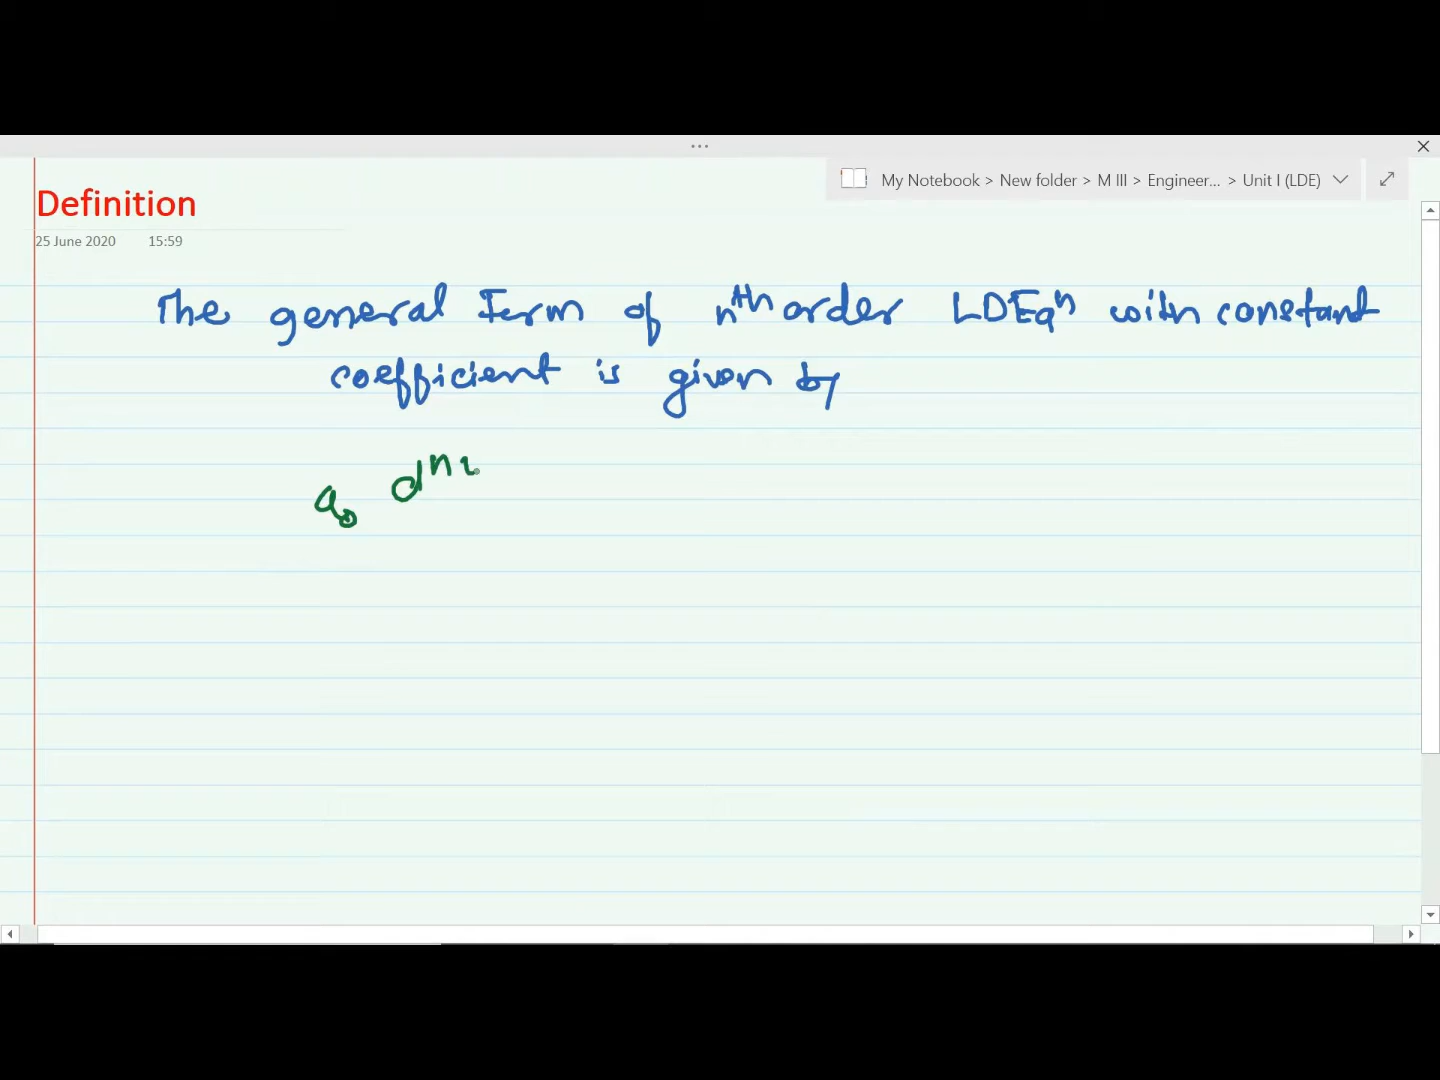 My Notebook > New folder > M III > Engineer... > Unit I (LDE)
Definition
25 June 2020 15:59
The general Form of nth order LDEqn with constant
coefficient is given by
a0 dn